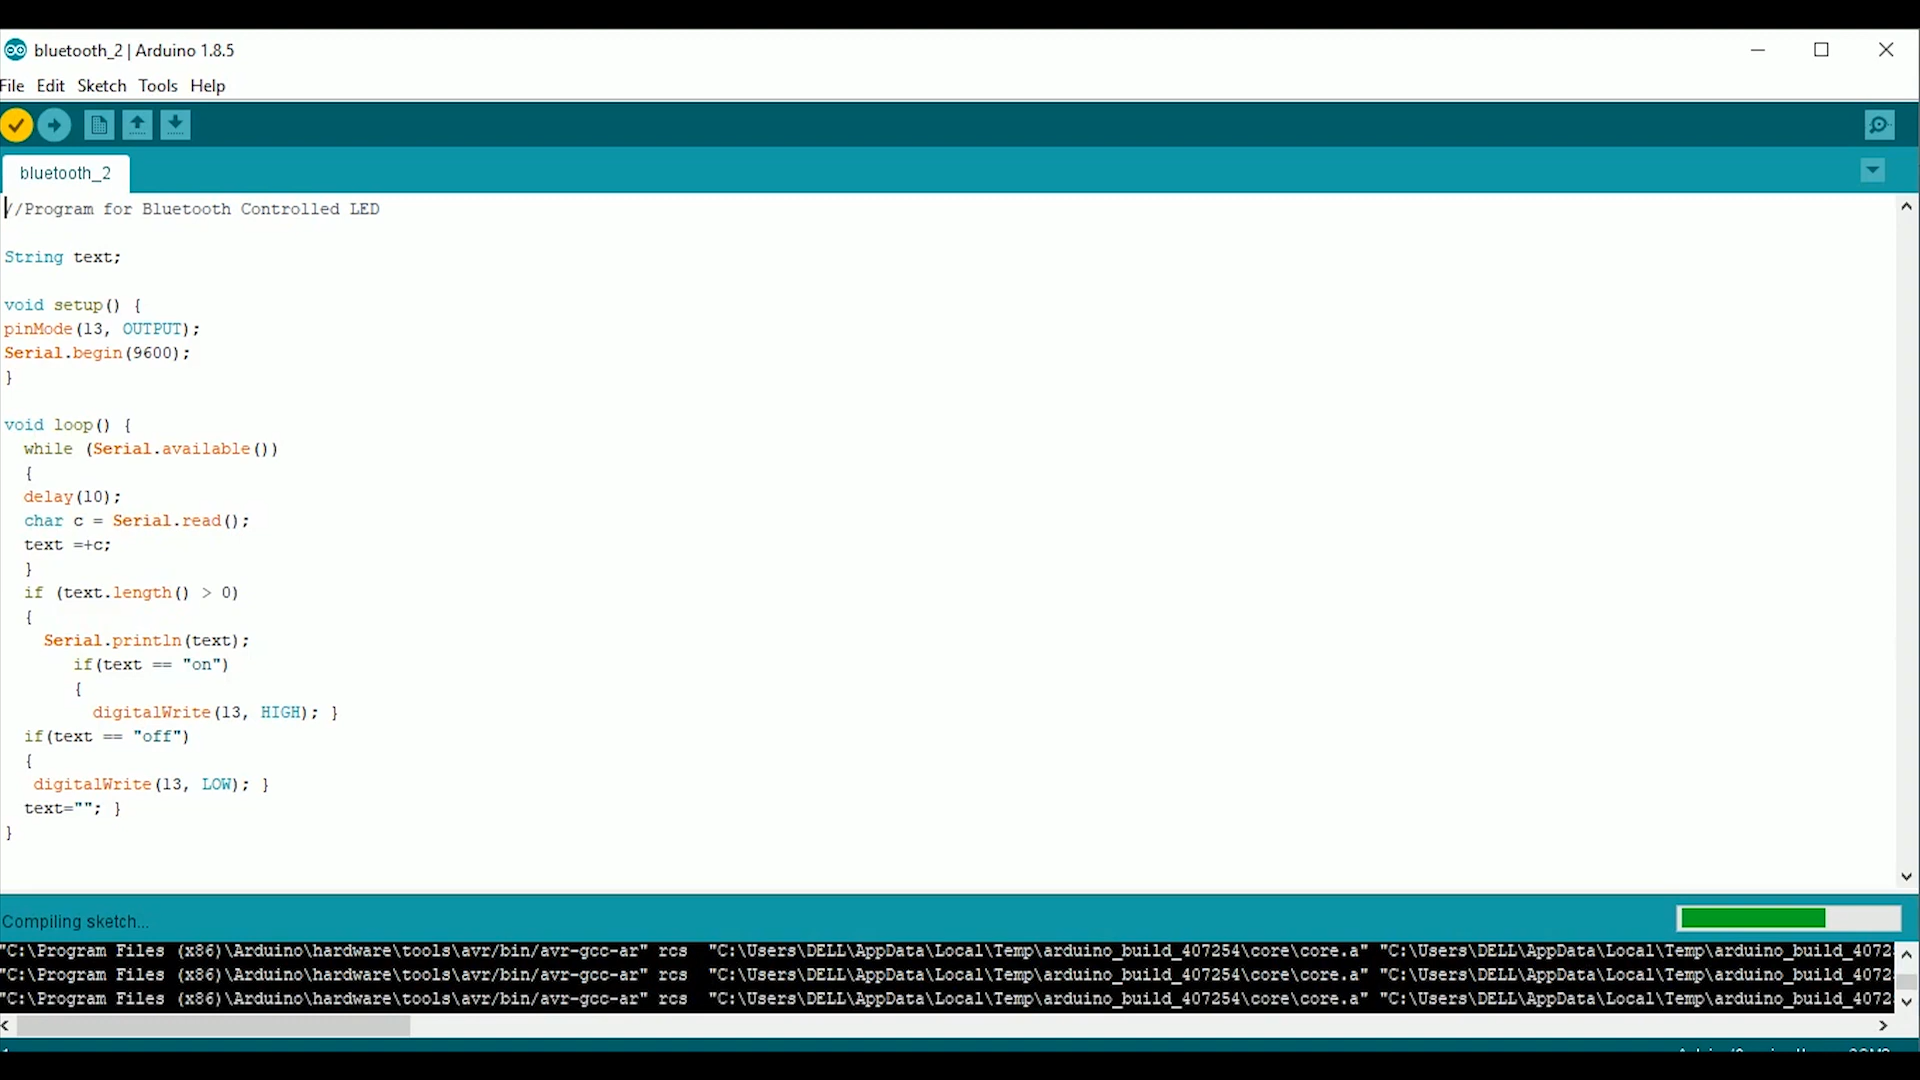 bluetooth_2 | Arduino 1.8.5
File Edit Sketch Tools Help
bluetooth_2
//Program for Bluetooth Controlled LED
String text;
void setup() {
pinMode(13, OUTPUT);
Serial.begin(9600);
}
void loop() {
while (Serial.available())
{
delay(10);
char c = Serial.read();
text =+c;
}
if (text.length() > 0)
{
Serial.println(text);
if(text == "on")
{
digitalWrite(13, HIGH); }
if(text == "off")
{
digitalWrite(13, LOW); }
text=""; }
}
Compiling sketch...
"C:\Program Files (x86)\Arduino\hardware\tools\avr/bin/avr-gcc-ar" rcs "C:\Users\DELL\AppData\Local\Temp\arduino_build_407254\core\core.a" "C:\Users\DELL\AppData\Local\Temp\arduino_build_4072
"C:\Program Files (x86)\Arduino\hardware\tools\avr/bin/avr-gcc-ar" rcs "C:\Users\DELL\AppData\Local\Temp\arduino_build_407254\core\core.a" "C:\Users\DELL\AppData\Local\Temp\arduino_build_4072
"C:\Program Files (x86)\Arduino\hardware\tools\avr/bin/avr-gcc-ar" rcs "C:\Users\DELL\AppData\Local\Temp\arduino_build_407254\core\core.a" "C:\Users\DELL\AppData\Local\Temp\arduino_build_4072